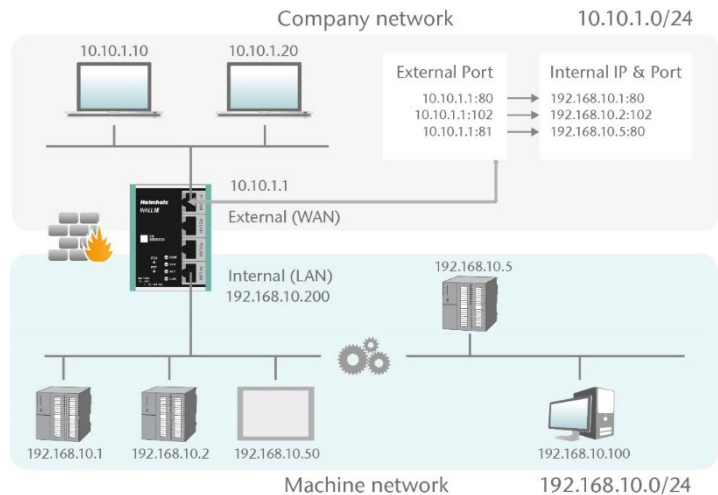 Company network 10.10.1.0/24
10.10.1.10 10.10.1.20
External Port Internal IP & Port
10.10.1.1:80 192.168.10.1:80
10.10.1.1:102 192.168.10.2:102
10.10.1.1:81 192.168.10.5:80
10.10.1.1
Helmholz
WALL IE
External (WAN)
Internal (LAN)
192.168.10.200
192.168.10.5
192.168.10.1 192.168.10.2 192.168.10.50 192.168.10.100
Machine network 192.168.10.0/24